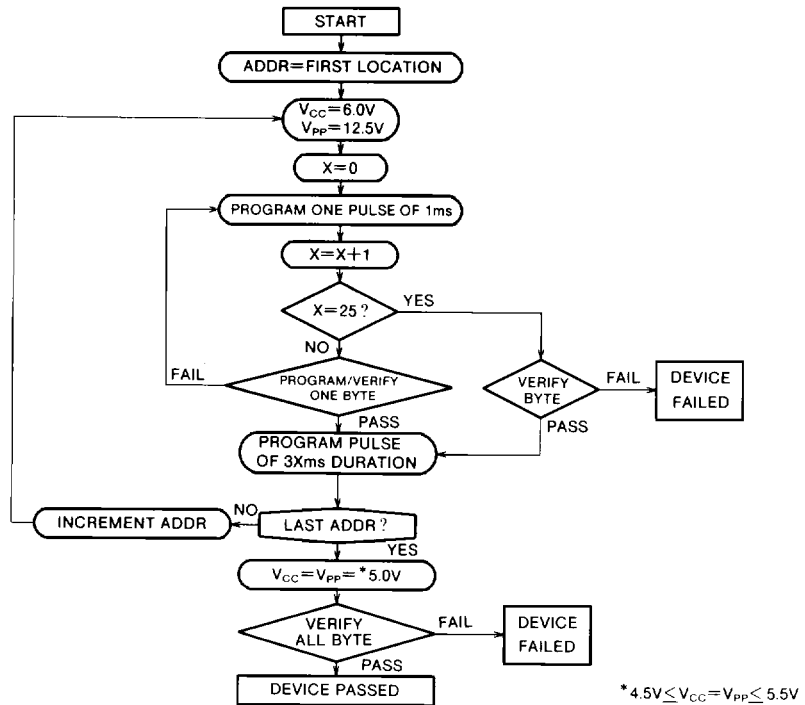 START
ADDR=FIRST LOCATION
VCC=6.0V
VPP=12.5V
X=0
PROGRAM ONE PULSE OF 1ms
X=X+1
X=25?
YES
NO
FAIL
PROGRAM/VERIFY
ONE BYTE
VERIFY
BYTE
FAIL
DEVICE
FAILED
PASS
PASS
PROGRAM PULSE
OF 3Xms DURATION
INCREMENT ADDR
NO
LAST ADDR?
YES
VCC=VPP=*5.0V
VERIFY
ALL BYTE
FAIL
DEVICE
FAILED
PASS
DEVICE PASSED
*4.5V≤VCC=VPP≤5.5V